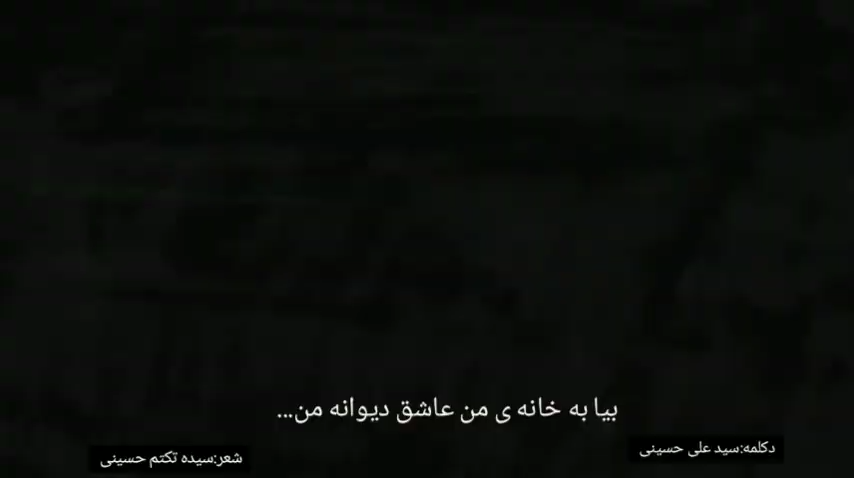 بیا به خانه ی من عاشق دیوانه من...
دکلمه:سید علی حسینی
شعر:سیده تکتم حسینی